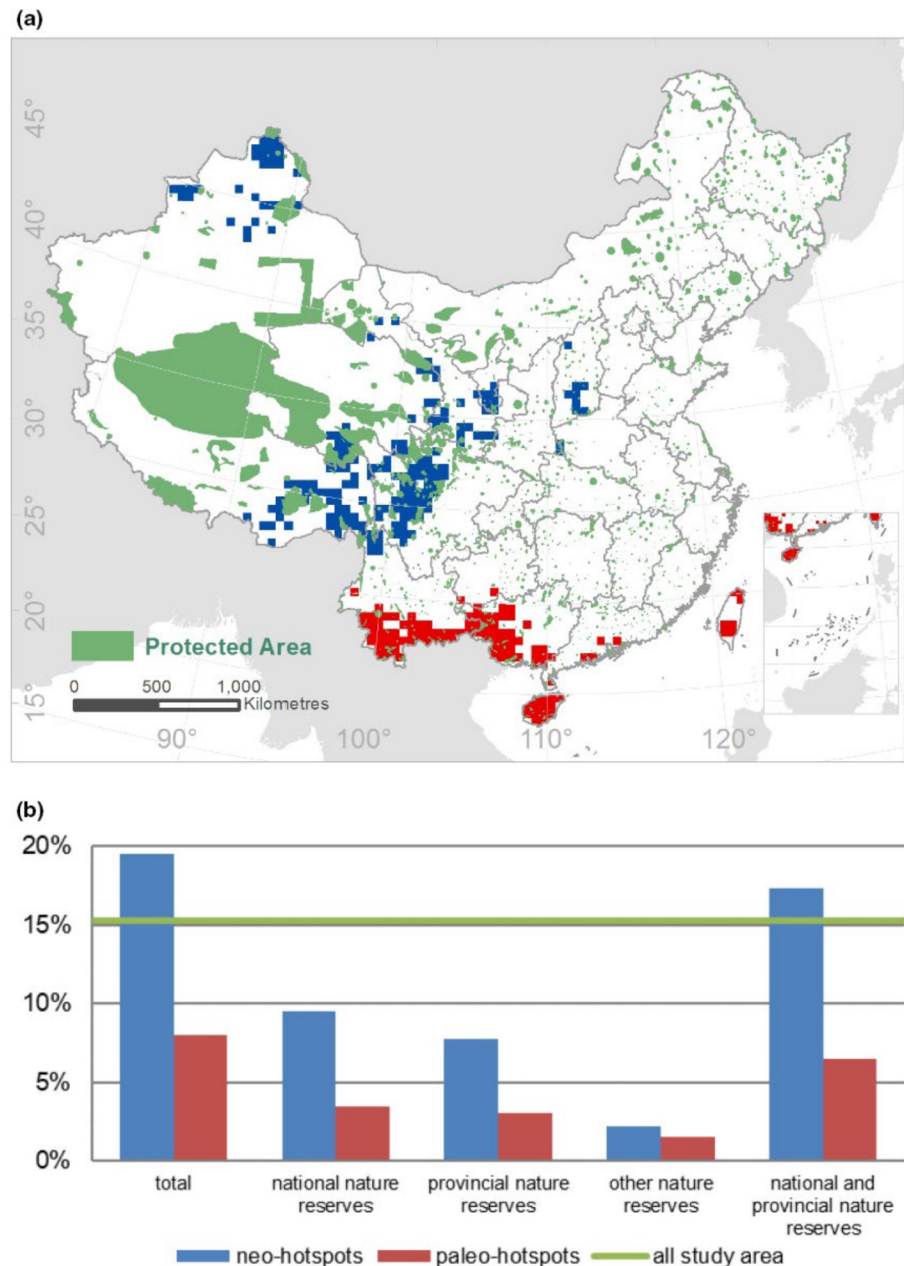 (a)
45°
40°
35°
30°
25°
20°
15°
Protected Area
0 500 1,000
Kilometres
90° 100° 110° 120°
(b)
20%
15%
10%
5%
0%
total
national nature
reserves
provincial nature
reserves
other nature
reserves
national and
provincial nature
reserves
neo-hotspots paleo-hotspots all study area